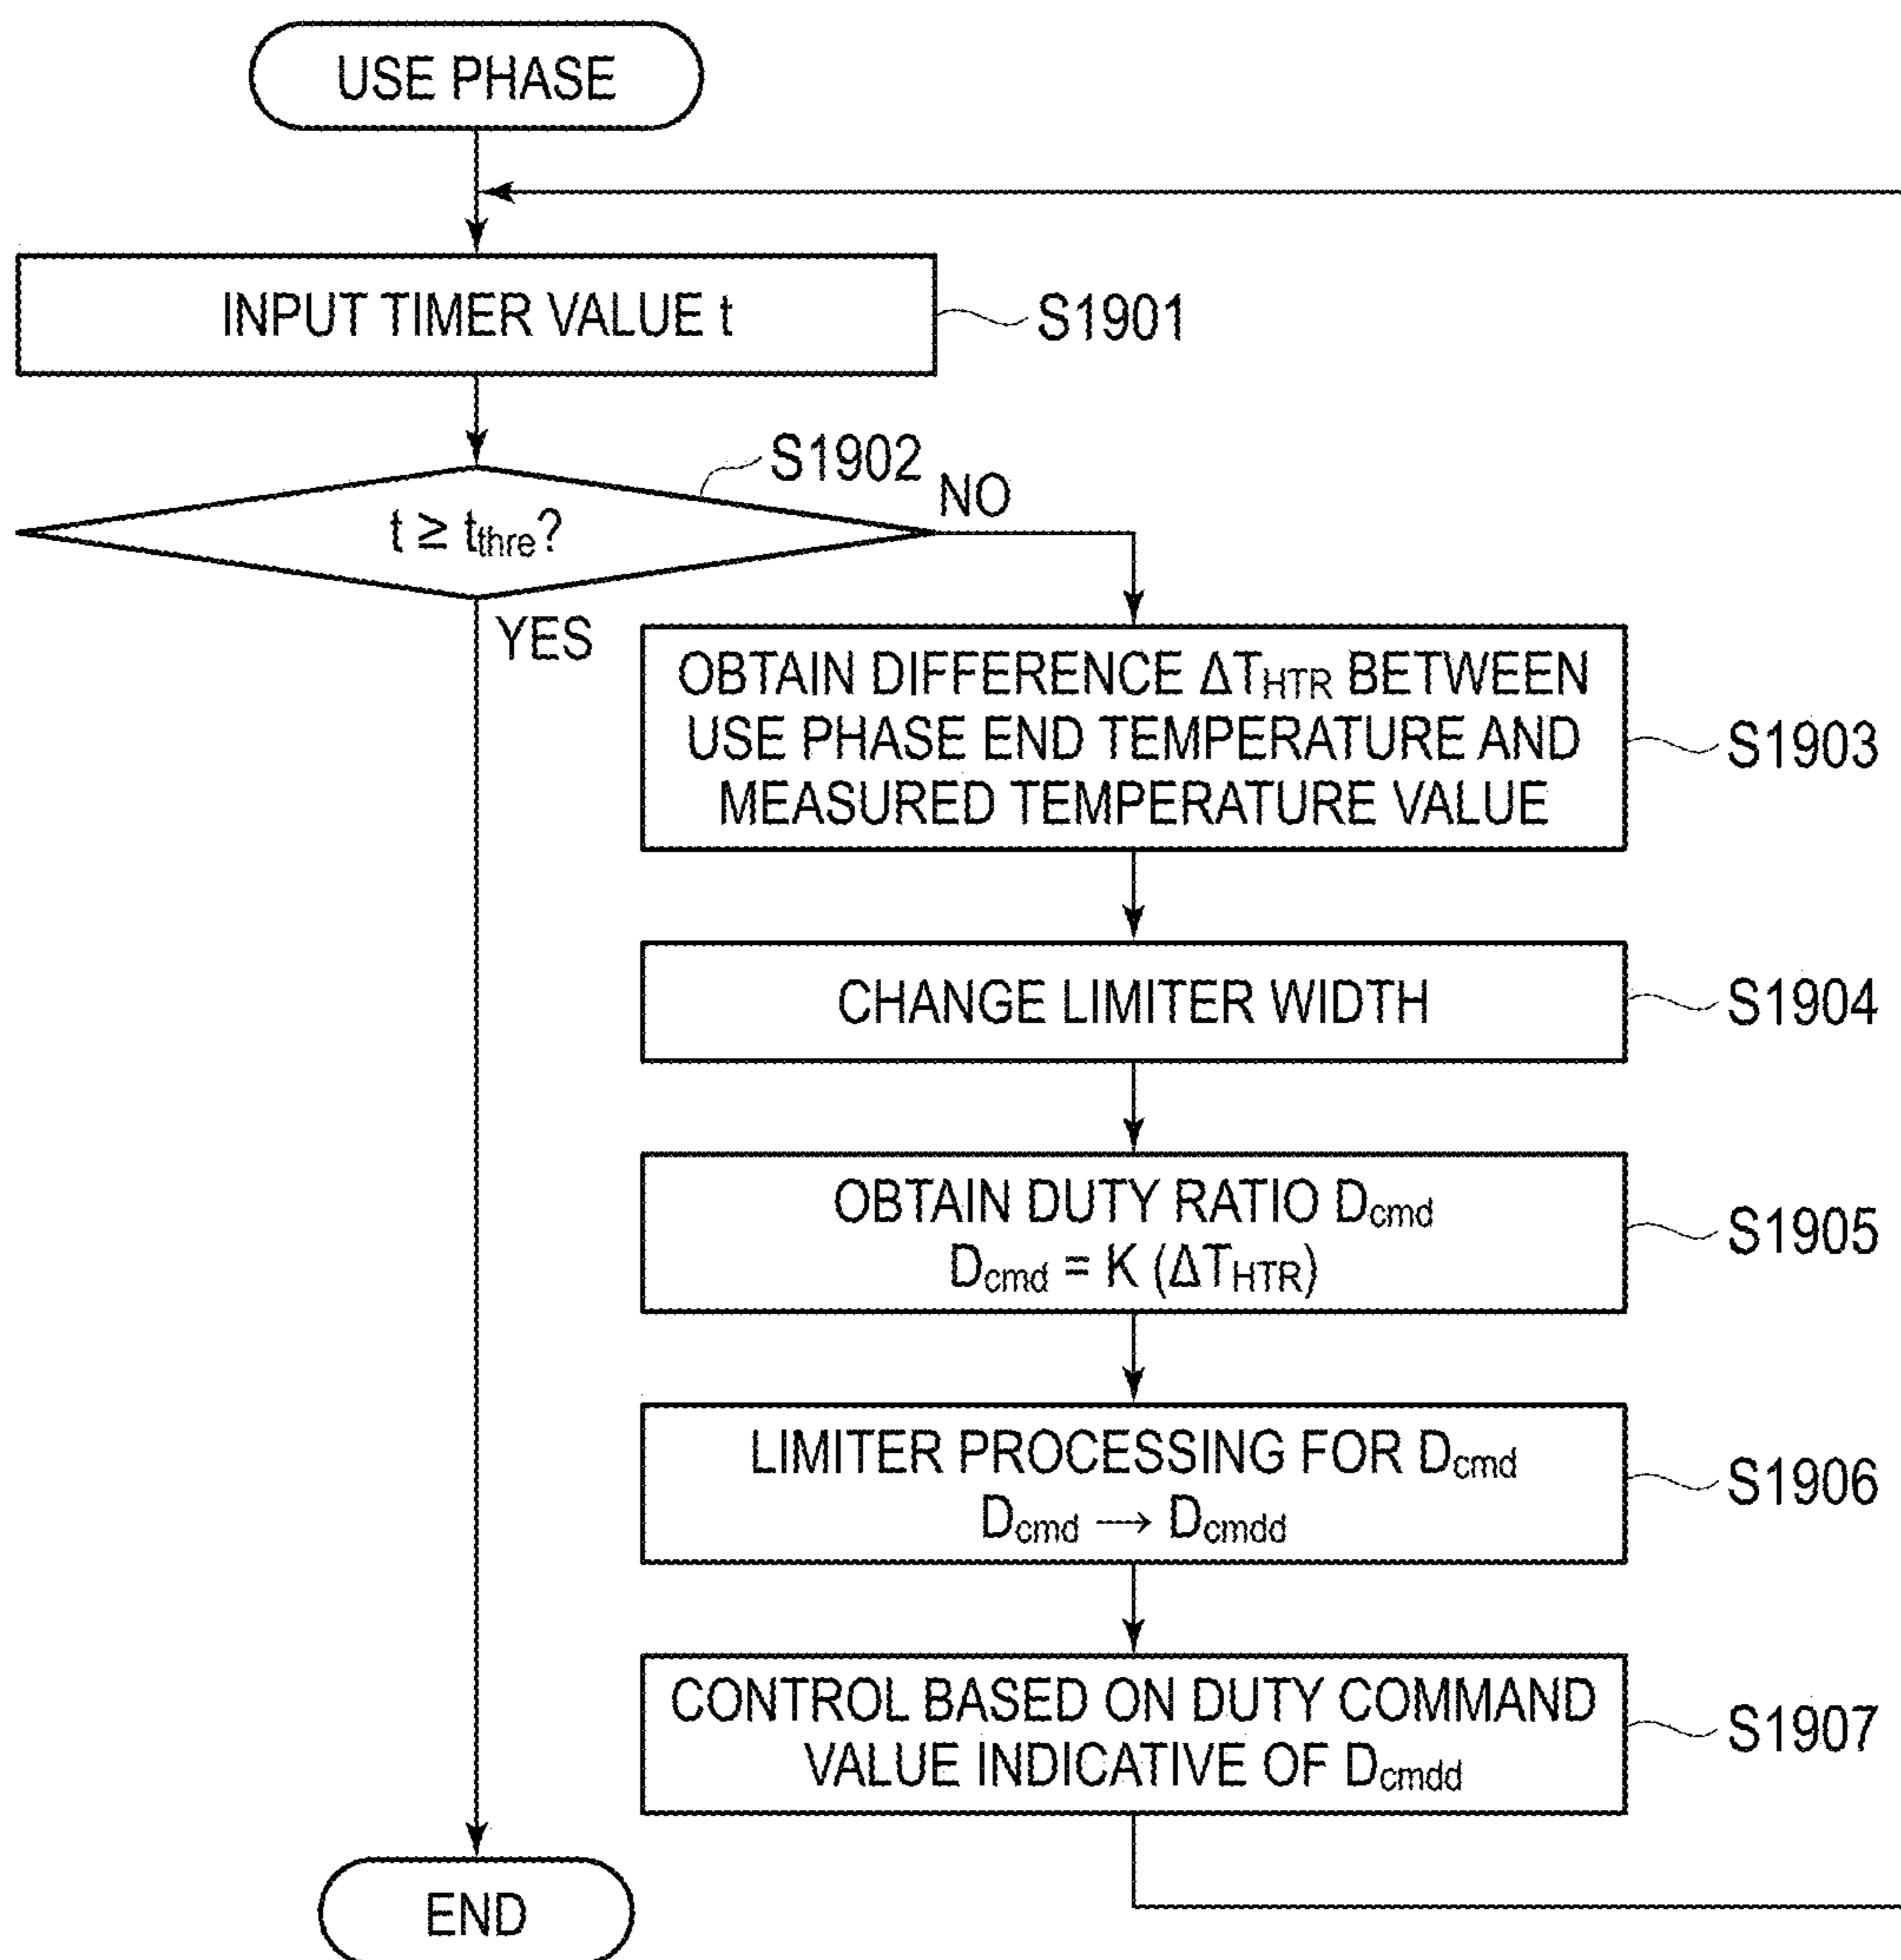 USE PHASE
INPUT TIMER VALUE t
S1901
S1902
t ≥ tthre?
NO
YES
OBTAIN DIFFERENCE ΔTHTR BETWEEN
USE PHASE END TEMPERATURE AND
MEASURED TEMPERATURE VALUE
S1903
CHANGE LIMITER WIDTH
S1904
OBTAIN DUTY RATIO Dcmd
Dcmd = K (ΔTHTR)
S1905
LIMITER PROCESSING FOR Dcmd
Dcmd → Dcmdd
S1906
CONTROL BASED ON DUTY COMMAND
VALUE INDICATIVE OF Dcmdd
S1907
END